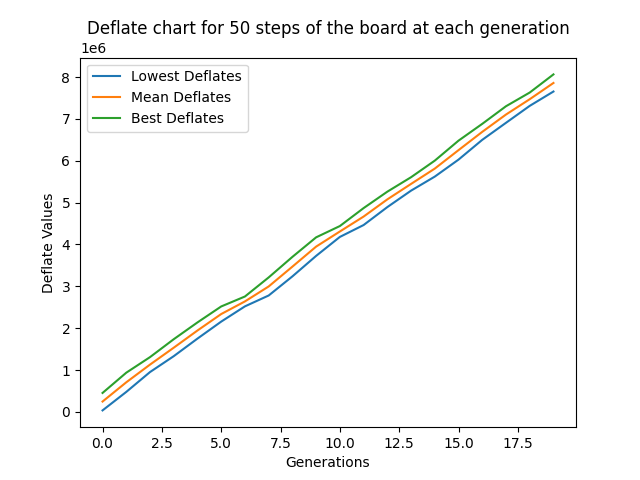 Deflate chart for 50 steps of the board at each generation
1e6
Lowest Deflates
Mean Deflates
Best Deflates
8
7
6
5
4
3
2
1
0
Deflate Values
0.0 2.5 5.0 7.5 10.0 12.5 15.0 17.5
Generations